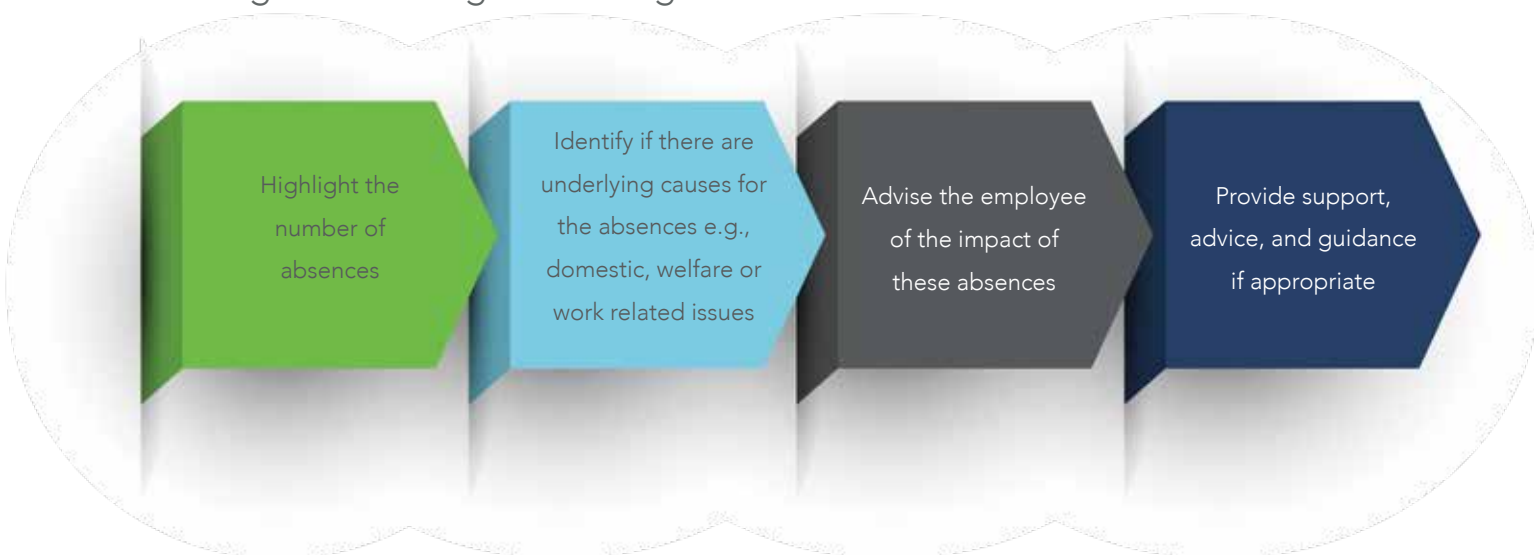 Highlight the
number of
absences
Identify if there are
underlying causes for
the absences e.g.,
domestic, welfare or
work related issues
Advise the employee
of the impact of
these absences
Provide support,
advice, and guidance
if appropriate